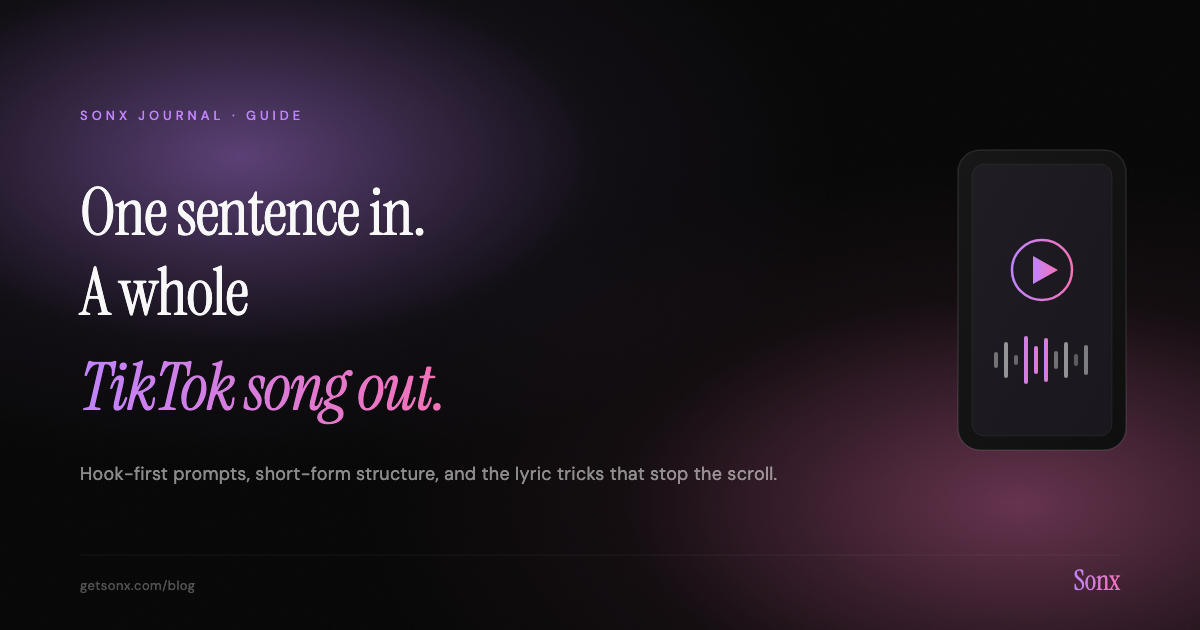 SONX JOURNAL · GUIDE
One sentence in.
A whole
TikTok song out.
Hook-first prompts, short-form structure, and the lyric tricks that stop the scroll.
getsonx.com/blog
Sonx